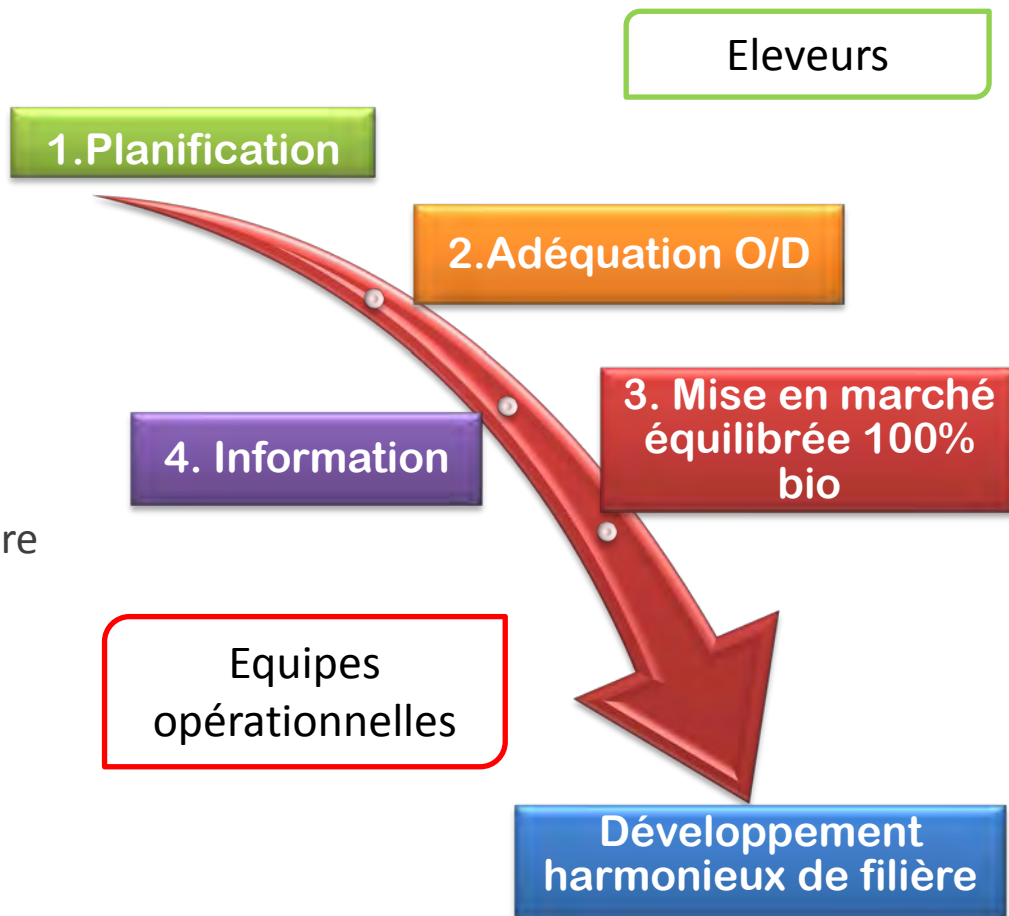 Eleveurs
1.Planification
2.Adéquation O/D
3. Mise en marché
équilibrée 100%
bio
4. Information
re
Equipes
opérationnelles
Développement
harmonieux de filière